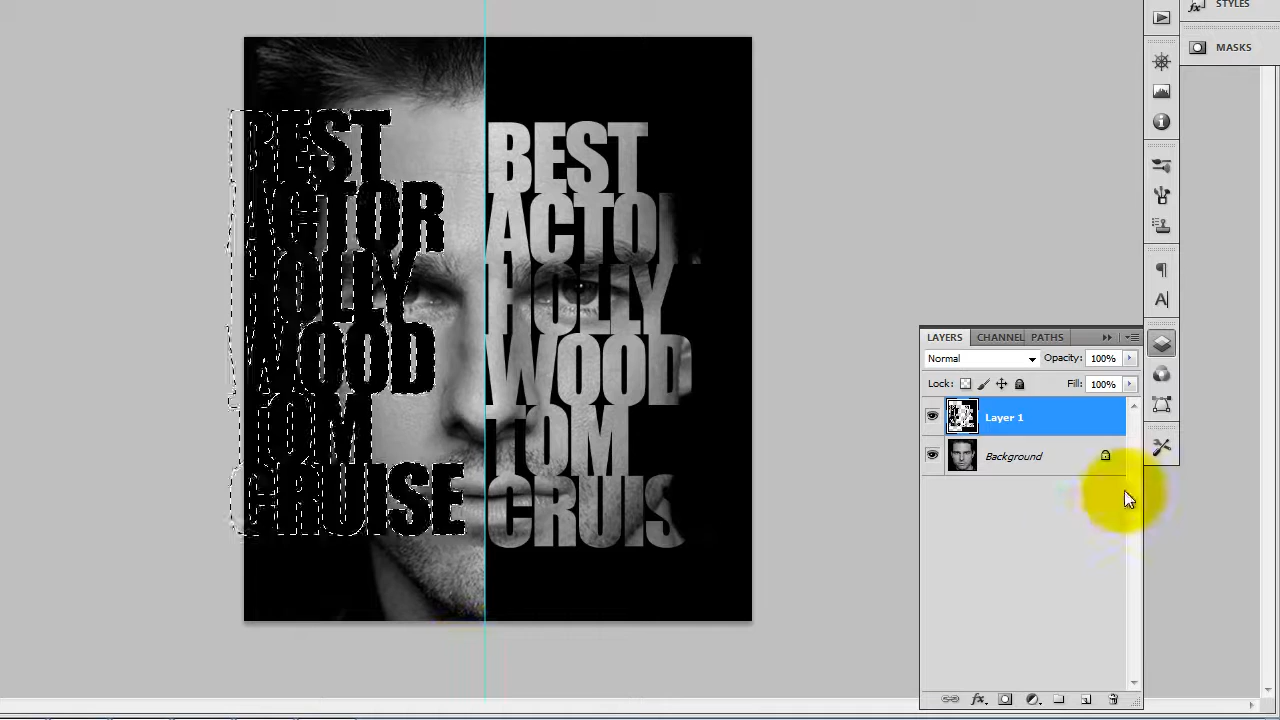 STYLES
MASKS
BEST
ACTOR
HOLLY
WOOD
TOM
CRUISE
BEST
ACTO
HOLLY
WOOD
TOM
CRUIS
LAYERS CHANNEL PATHS
Normal Opacity: 100%
Lock: Fill: 100%
Layer 1
Background